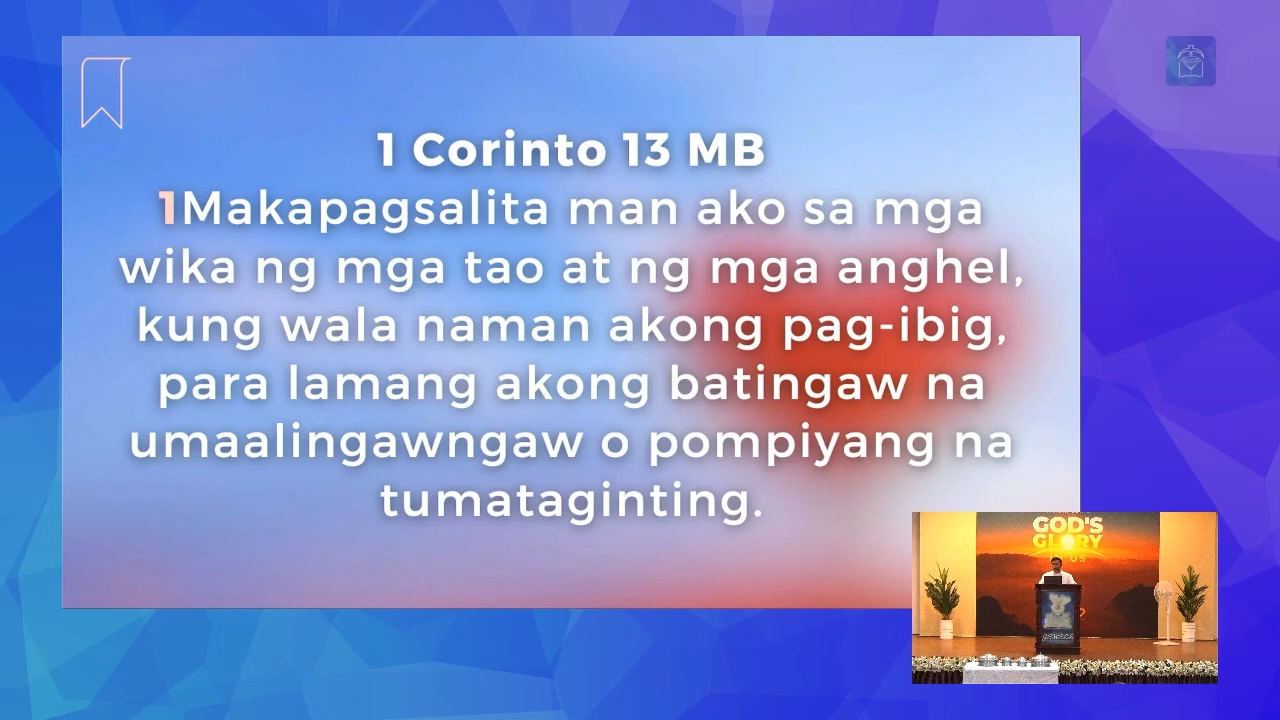 1 Corinto 13 MB
1Makapagsalita man ako sa mga
wika ng mga tao at ng mga anghel,
kung wala naman akong pag-ibig,
para lamang akong batingaw na
umaalingawngaw o pompiyang na
tumataginting.
GOD'S
GLORY
US